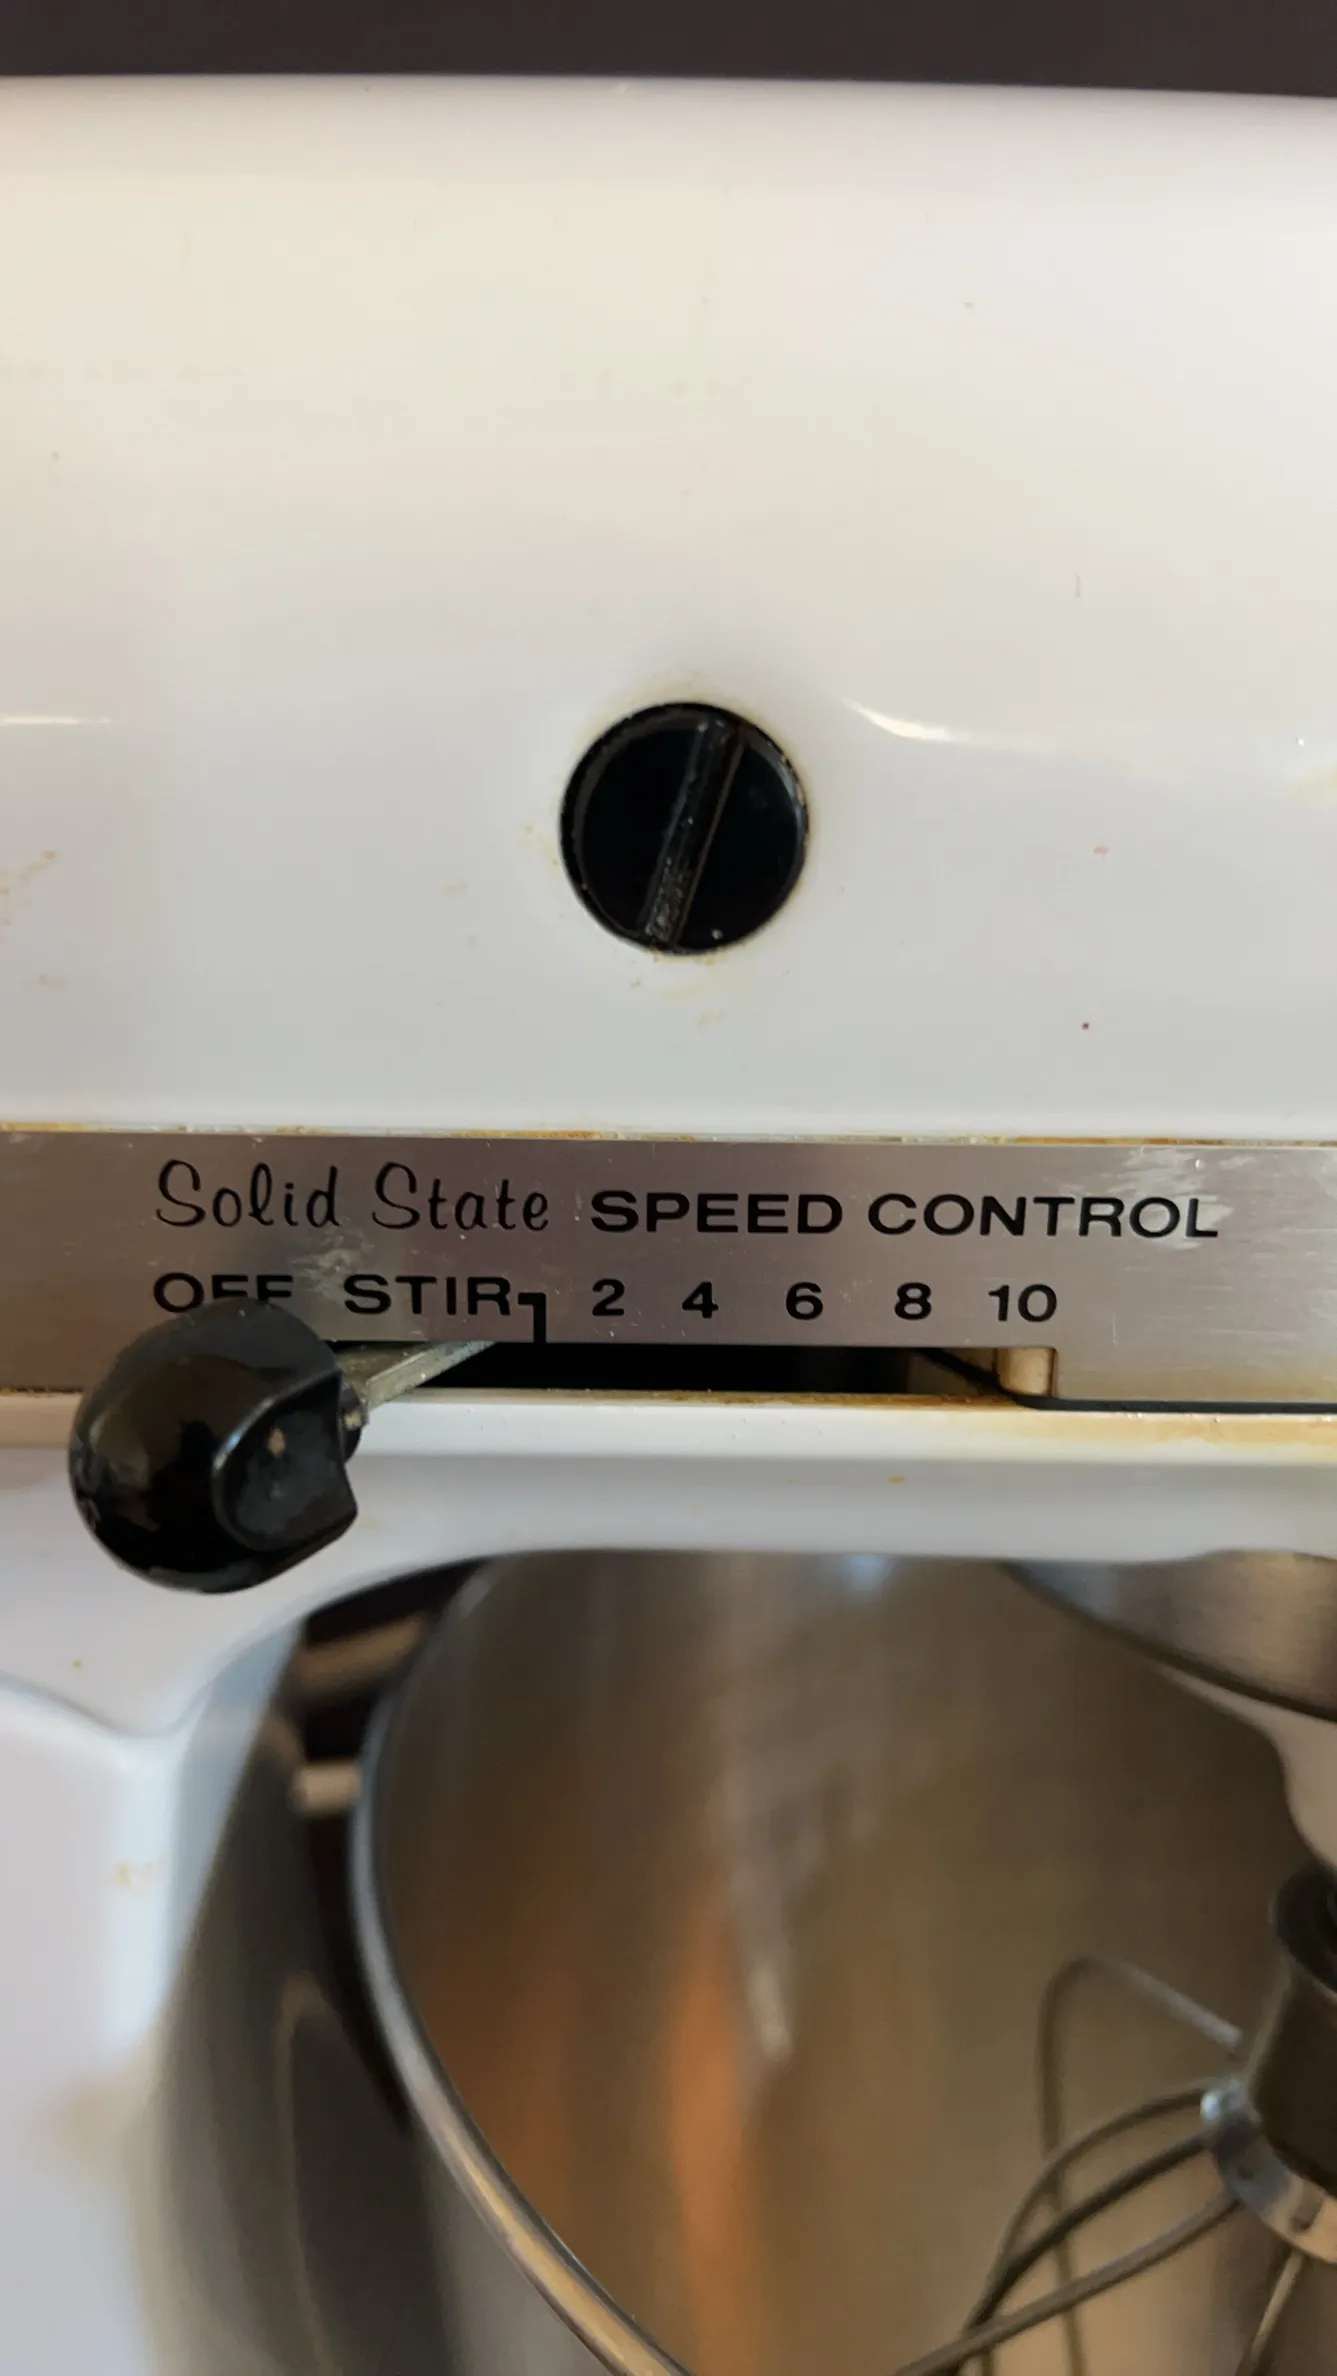 Solid State SPEED CONTROL
OFF STIR 2 4 6 8 10